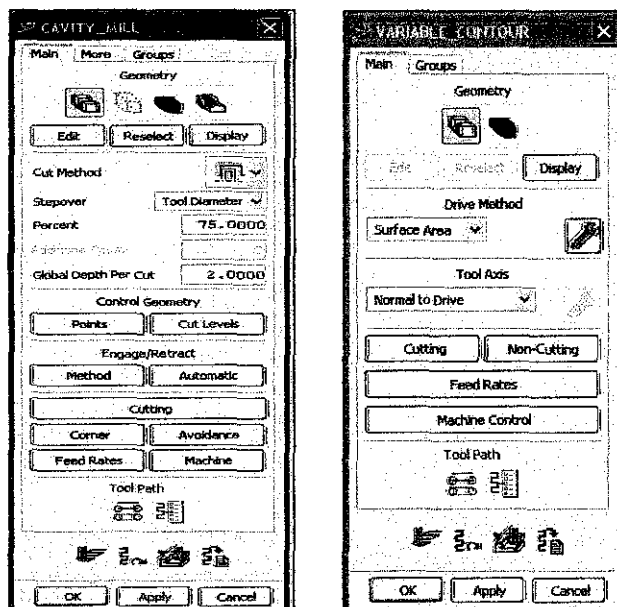 CAVITY_MILL
Main More Groups
Geometry
Edit Reselect Display
Cut Method
Stepover Tool Diameter
Percent 75.0000
Global Depth Per Cut 2.0000
Control Geometry
Points Cut Levels
Engage/Retract
Method Automatic
Cutting
Corner Avoidance
Feed Rates Machine
Tool Path
OK Apply Cancel
VARIABLE_CONTOUR
Main Groups
Geometry
Edit Reselect Display
Drive Method
Surface Area
Tool Axis
Normal to Drive
Cutting Non-Cutting
Feed Rates
Machine Control
Tool Path
OK Apply Cancel